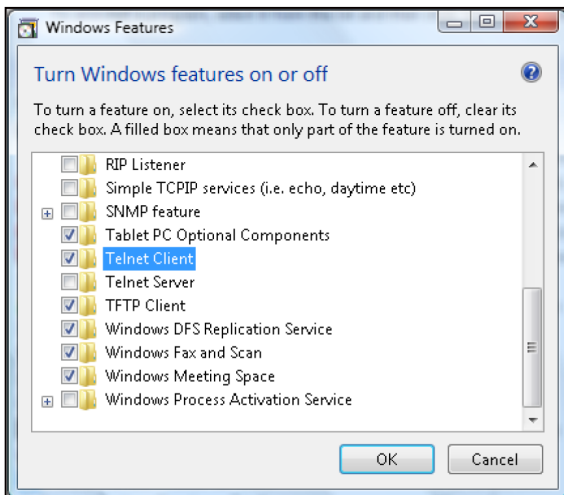 Windows Features
Turn Windows features on or off
To turn a feature on, select its check box. To turn a feature off, clear its
check box. A filled box means that only part of the feature is turned on.
RIP Listener
Simple TCPIP services (i.e. echo, daytime etc)
SNMP feature
Tablet PC Optional Components
Telnet Client
Telnet Server
TFTP Client
Windows DFS Replication Service
Windows Fax and Scan
Windows Meeting Space
Windows Process Activation Service
OK
Cancel